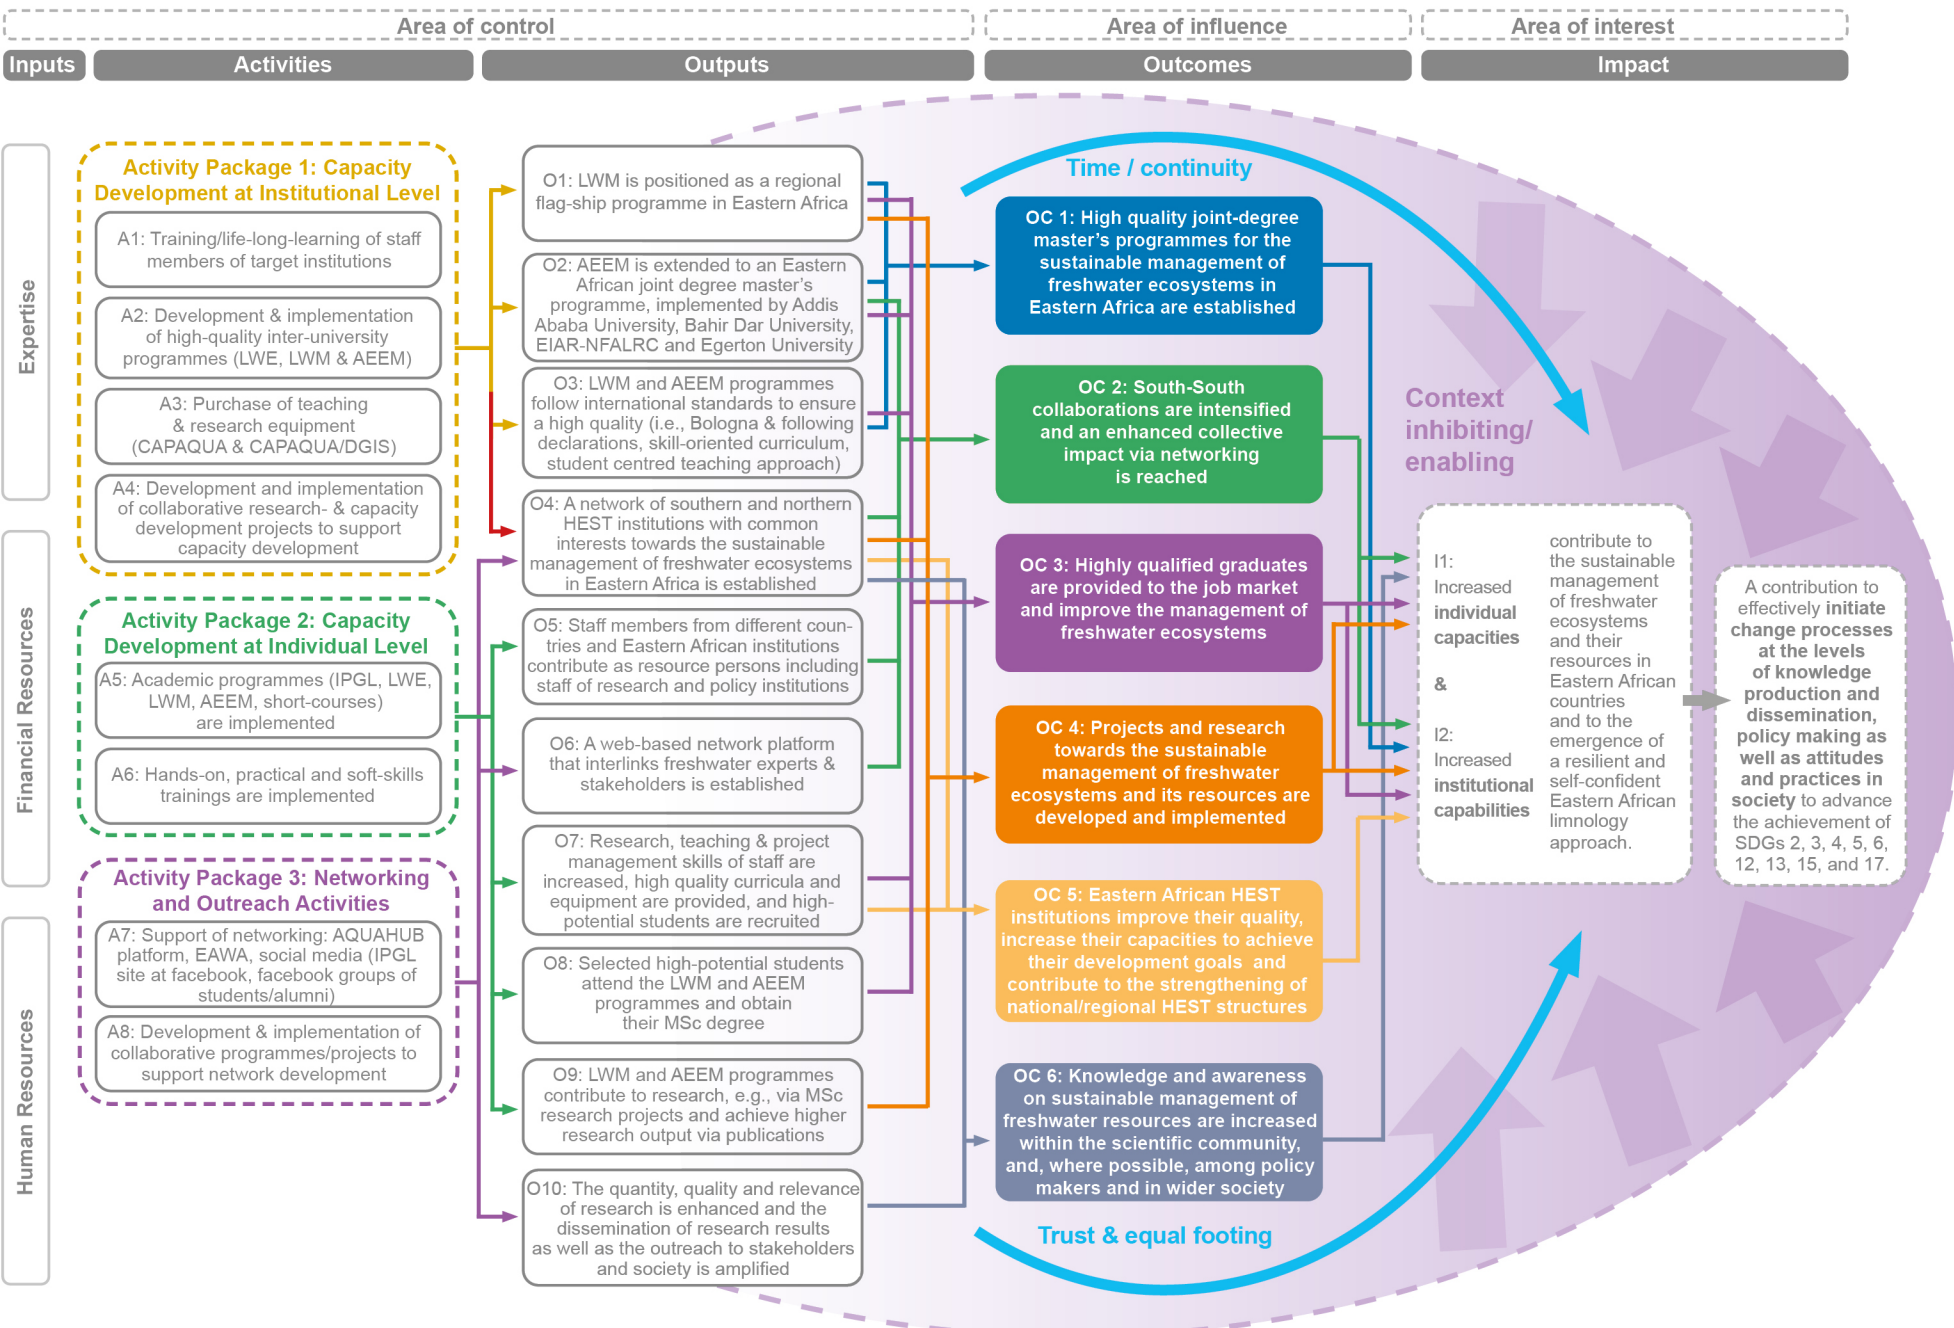 Area of control
Area of influence
Area of interest
Inputs
Activities
Outputs
Outcomes
Impact
Expertise
Financial Resources
Human Resources
Activity Package 1: Capacity
Development at Institutional Level
A1: Training/life-long-learning of staff
members of target institutions
A2: Development & implementation
of high-quality inter-university
programmes (LWE, LWM & AEEM)
A3: Purchase of teaching
& research equipment
(CAPAQUA & CAPAQUA/DGIS)
A4: Development and implementation
of collaborative research- & capacity
development projects to support
capacity development
Activity Package 2: Capacity
Development at Individual Level
A5: Academic programmes (IPGL, LWE,
LWM, AEEM, short-courses)
are implemented
A6: Hands-on, practical and soft-skills
trainings are implemented
Activity Package 3: Networking
and Outreach Activities
A7: Support of networking: AQUAHUB
platform, EAWA, social media (IPGL
site at facebook, facebook groups of
students/alumni)
A8: Development & implementation of
collaborative programmes/projects to
support network development
O1: LWM is positioned as a regional
flag-ship programme in Eastern Africa
O2: AEEM is extended to an Eastern
African joint degree master's
programme, implemented by Addis
Ababa University, Bahir Dar University,
EIAR-NFALRC and Egerton University
O3: LWM and AEEM programmes
follow international standards to ensure
a high quality (i.e., Bologna & following
declarations, skill-oriented curriculum,
student centred teaching approach)
O4: A network of southern and northern
HEST institutions with common
interests towards the sustainable
management of freshwater ecosystems
in Eastern Africa is established
O5: Staff members from different coun-
tries and Eastern African institutions
contribute as resource persons including
staff of research and policy institutions
O6: A web-based network platform
that interlinks freshwater experts &
stakeholders is established
O7: Research, teaching & project
management skills of staff are
increased, high quality curricula and
equipment are provided, and high-
potential students are recruited
O8: Selected high-potential students
attend the LWM and AEEM
programmes and obtain
their MSc degree
O9: LWM and AEEM programmes
contribute to research, e.g., via MSc
research projects and achieve higher
research output via publications
O10: The quantity, quality and relevance
of research is enhanced and the
dissemination of research results
as well as the outreach to stakeholders
and society is amplified
Time / continuity
OC 1: High quality joint-degree
master's programmes for the
sustainable management of
freshwater ecosystems in
Eastern Africa are established
OC 2: South-South
collaborations are intensified
and an enhanced collective
impact via networking
is reached
OC 3: Highly qualified graduates
are provided to the job market
and improve the management of
freshwater ecosystems
OC 4: Projects and research
towards the sustainable
management of freshwater
ecosystems and its resources are
developed and implemented
OC 5: Eastern African HEST
institutions improve their quality,
increase their capacities to achieve
their development goals and
contribute to the strengthening of
national/regional HEST structures
OC 6: Knowledge and awareness
on sustainable management of
freshwater resources are increased
within the scientific community,
and, where possible, among policy
makers and in wider society
Trust & equal footing
Context
inhibiting/
enabling
I1:
Increased
individual
capacities
&
I2:
Increased
institutional
capabilities
contribute to
the sustainable
management
of freshwater
ecosystems
and their
resources in
Eastern African
countries
and to the
emergence of
a resilient and
self-confident
Eastern African
limnology
approach.
A contribution to
effectively initiate
change processes
at the levels
of knowledge
production and
dissemination,
policy making as
well as attitudes
and practices in
society to advance
the achievement of
SDGs 2, 3, 4, 5, 6,
12, 13, 15, and 17.